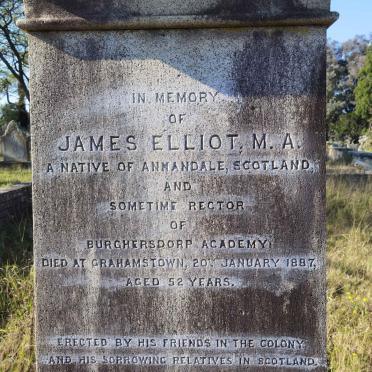 IN MEMORY
OF
JAMES ELLIOT, M.A.
A NATIVE OF ANNANDALE, SCOTLAND,
AND
SOMETIME RECTOR
OF
BURGHERSDORP ACADEMY;
DIED AT GRAHAMSTOWN, 20TH JANUARY 1887,
AGED 52 YEARS.
ERECTED BY HIS FRIENDS IN THE COLONY,
AND HIS SORROWING RELATIVES IN SCOTLAND.